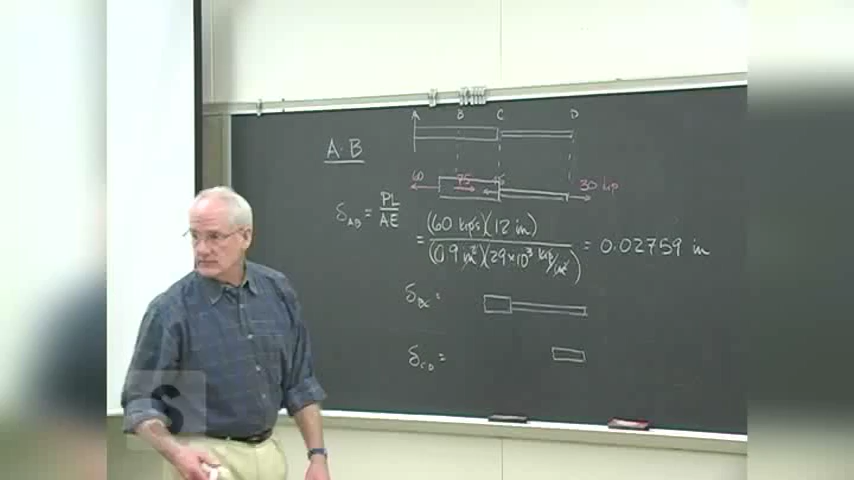 A B C D
A·B
60 75 45 30 kip
δAB = PL/AE = (60 kips)(12 in)/(0.9 in²)(29×10³ kip/in²) = 0.02759 in
δBC =
δCD =
S